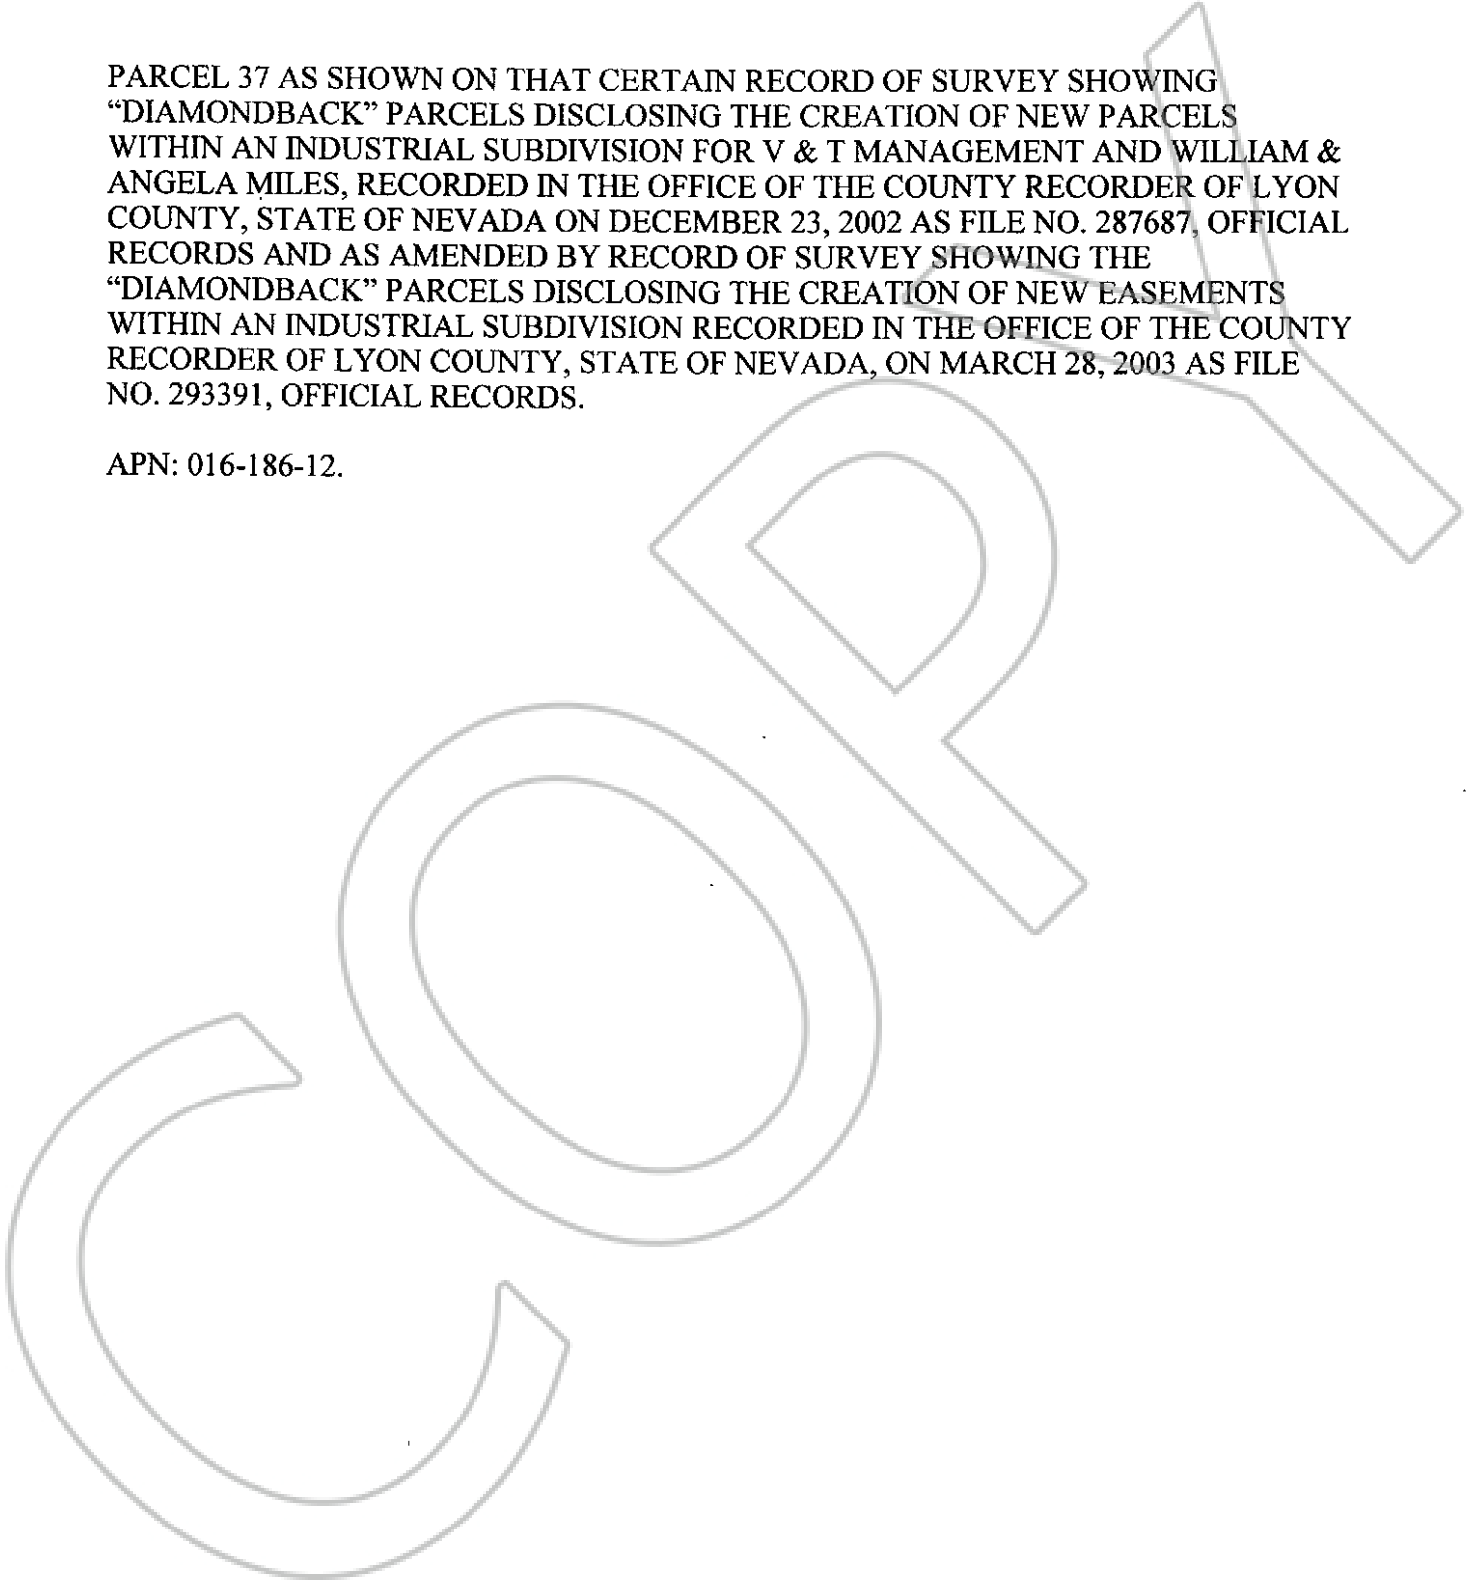 PARCEL 37 AS SHOWN ON THAT CERTAIN RECORD OF SURVEY SHOWING
“DIAMONDBACK” PARCELS DISCLOSING THE CREATION OF NEW PARCELS
WITHIN AN INDUSTRIAL SUBDIVISION FOR V & T MANAGEMENT AND WILLIAM &
ANGELA MILES, RECORDED IN THE OFFICE OF THE COUNTY RECORDER OF LYON
COUNTY, STATE OF NEVADA ON DECEMBER 23, 2002 AS FILE NO. 287687, OFFICIAL
RECORDS AND AS AMENDED BY RECORD OF SURVEY SHOWING THE
“DIAMONDBACK” PARCELS DISCLOSING THE CREATION OF NEW EASEMENTS
WITHIN AN INDUSTRIAL SUBDIVISION RECORDED IN THE OFFICE OF THE COUNTY
RECORDER OF LYON COUNTY, STATE OF NEVADA, ON MARCH 28, 2003 AS FILE
NO. 293391, OFFICIAL RECORDS.
APN: 016-186-12.
COPY